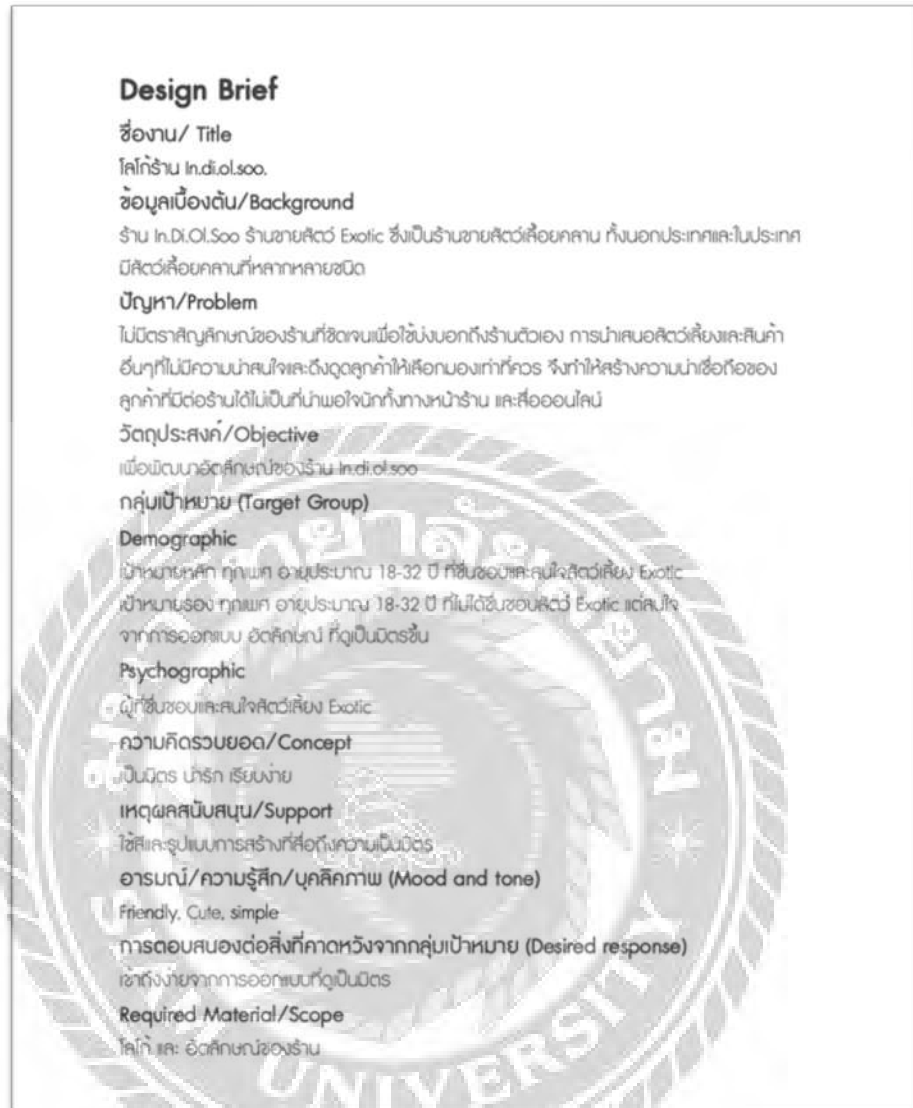 Design Brief
ชื่องาน/ Title
โลโก้ร้าน In.di.ol.soo.
ข้อมูลเบื้องต้น/Background
ร้าน In.Di.Ol.Soo ร้านขายสัตว์ Exotic ซึ่งเป็นร้านขายสัตว์เลื้อยคลาน ทั้งนอกประเทศและในประเทศ
มีสัตว์เลื้อยคลานที่หลากหลายชนิด
ปัญหา/Problem
ไม่มีตราสัญลักษณ์ของร้านที่ชัดเจนเพื่อใช้บ่งบอกถึงร้านตัวเอง การนำเสนอสัตว์เลี้ยงและสินค้า
อื่นๆที่ไม่มีความน่าสนใจและดึงดูดลูกค้าให้เลือกมองเท่าที่ควร จึงทำให้สร้างความน่าเชื่อถือของ
ลูกค้าที่มีต่อร้านได้ไม่เป็นที่น่าพอใจนักทั้งทางหน้าร้าน และสื่อออนไลน์
วัตถุประสงค์/Objective
เพื่อพัฒนาอัตลักษณ์ของร้าน In.di.ol.soo
กลุ่มเป้าหมาย (Target Group)
Demographic
เป้าหมายหลัก ทุกเพศ อายุประมาณ 18-32 ปี ที่ชื่นชอบและสนใจสัตว์เลี้ยง Exotic
เป้าหมายรอง ทุกเพศ อายุประมาณ 18-32 ปี ที่ไม่ได้ชื่นชอบสัตว์ Exotic แต่สนใจ
จากการออกแบบ อัตลักษณ์ ที่ดูเป็นมิตรขึ้น
Psychographic
ผู้ที่ชื่นชอบและสนใจสัตว์เลี้ยง Exotic
ความคิดรวบยอด/Concept
เป็นมิตร น่ารัก เรียบง่าย
เหตุผลสนับสนุน/Support
ใช้สีและรูปแบบการสร้างที่สื่อถึงความเป็นมิตร
อารมณ์/ความรู้สึก/บุคลิกภาพ (Mood and tone)
Friendly, Cute, simple
การตอบสนองต่อสิ่งที่คาดหวังจากกลุ่มเป้าหมาย (Desired response)
เข้าถึงง่ายจากการออกแบบที่ดูเป็นมิตร
Required Material/Scope
โลโก้ และ อัตลักษณ์ของร้าน
มหาวิทยาลัยสยาม
SIAM UNIVERSITY